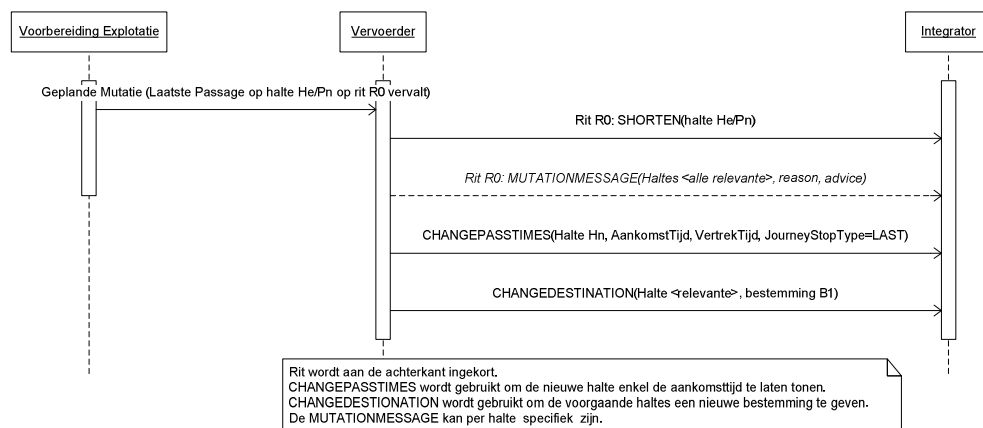 Voorbereiding Explotatie
Vervoerder
Integrator
Geplande Mutatie (Laatste Passage op halte He/Pn op rit R0 vervalt)
Rit R0: SHORTEN(halte He/Pn)
Rit R0: MUTATIONMESSAGE(Haltes <alle relevante>, reason, advice)
CHANGEPASSTIMES(Halte Hn, AankomstTijd, VertrekTijd, JourneyStopType=LAST)
CHANGEDESTINATION(Halte <relevante>, bestemming B1)
Rit wordt aan de achterkant ingekort.
CHANGEPASSTIMES wordt gebruikt om de nieuwe halte enkel de aankomsttijd te laten tonen.
CHANGEDESTIONATION wordt gebruikt om de voorgaande haltes een nieuwe bestemming te geven.
De MUTATIONMESSAGE kan per halte specifiek zijn.